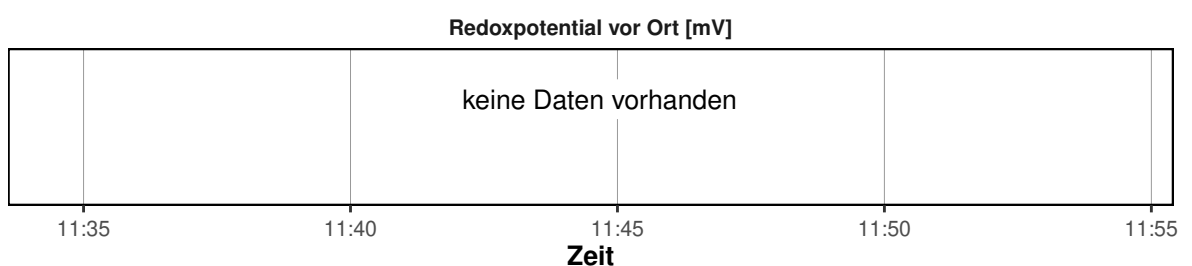 Redoxpotential vor Ort [mV]
keine Daten vorhanden
11:35 11:40 11:45 11:50 11:55
Zeit